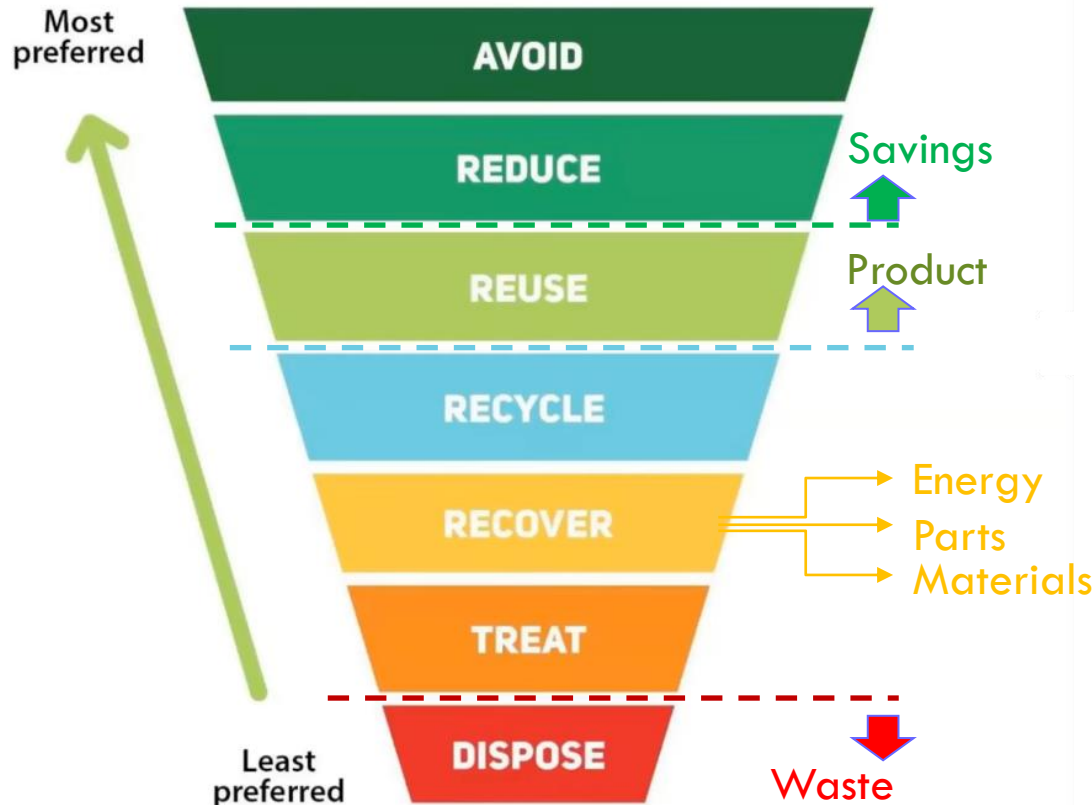 Most
preferred
AVOID
REDUCE
Savings
REUSE
Product
RECYCLE
RECOVER
Energy
Parts
Materials
TREAT
DISPOSE
Least
preferred
Waste